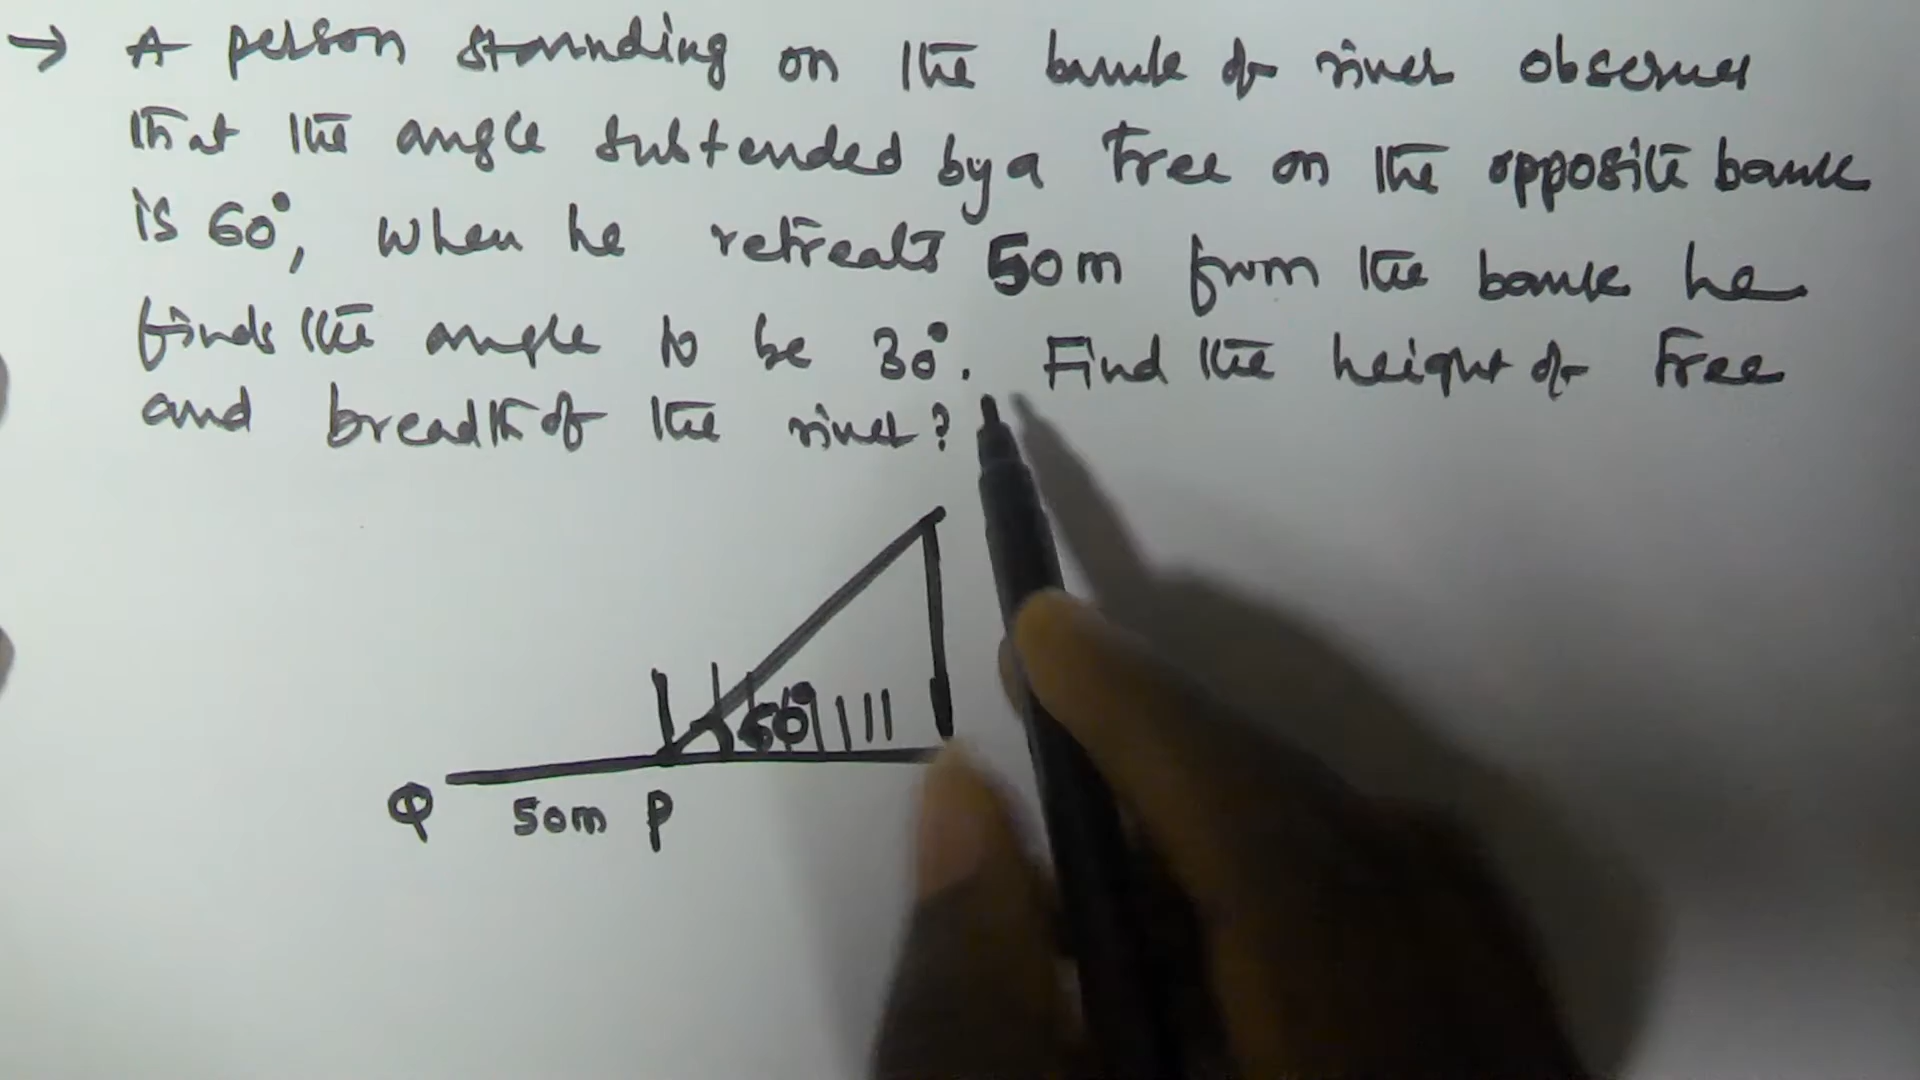 → A person stannding on the bank of river observes
that the angle subtended by a Tree on the opposite bank
is 60°, when he retreats 50m from the bank he
finds the angle to be 30°. Find the height of Tree
and breadth of the river?
60°
Q 50m P